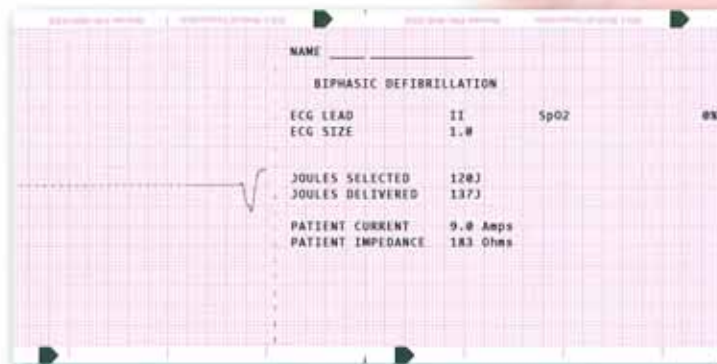 NAME
BIPHASIC DEFIBRILLATION
ECG LEAD II SpO2 0%
ECG SIZE 1.0
JOULES SELECTED 120J
JOULES DELIVERED 137J
PATIENT CURRENT 9.0 Amps
PATIENT IMPEDANCE 183 Ohms